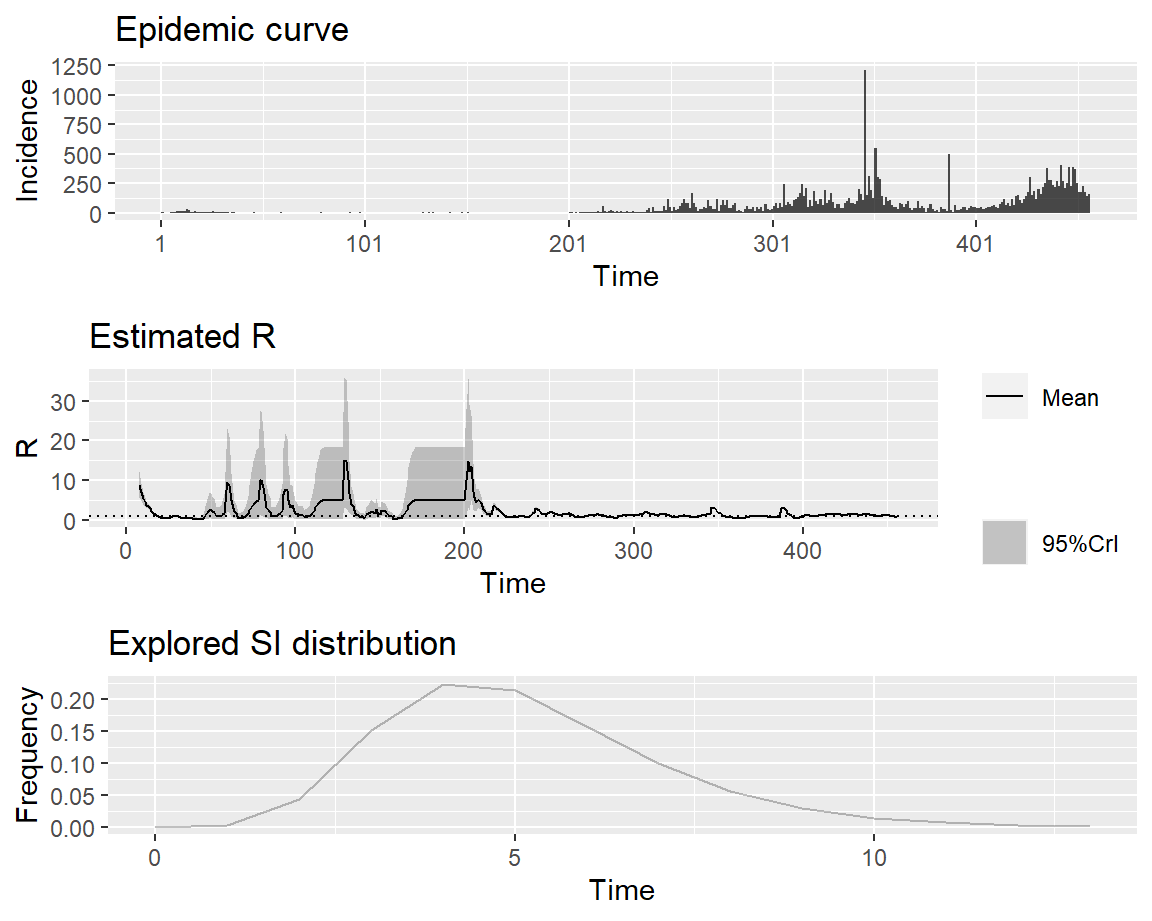 Epidemic curve
Incidence
1250
1000
750
500
250
0
1 101 201 301 401
Time
Estimated R
R
30
20
10
0
0 100 200 300 400
Time
Mean
95%CrI
Explored SI distribution
Frequency
0.20
0.15
0.10
0.05
0.00
0 5 10
Time